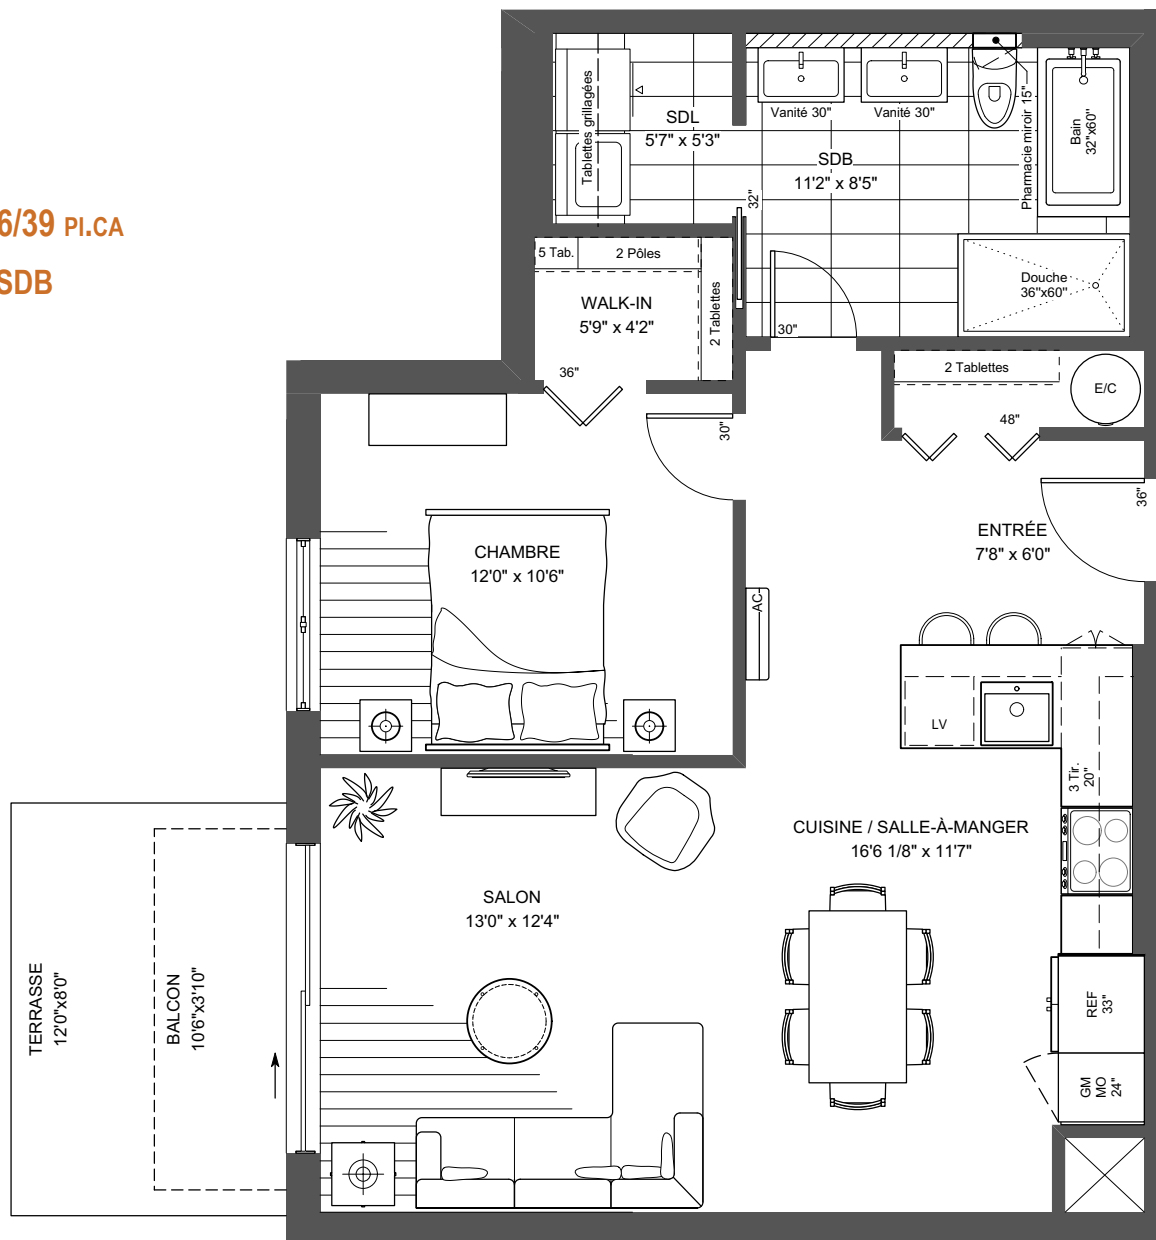 6/39 PI.CA
SDB
Tablettes grillagées
SDL
5'7" x 5'3"
Vanité 30"
Vanité 30"
SDB
11'2" x 8'5"
Pharmacie miroir 15"
Bain
32"x60"
32"
Douche
36"x60"
30"
5 Tab.
2 Pôles
2 Tablettes
WALK-IN
5'9" x 4'2"
36"
2 Tablettes
E/C
48"
30"
36"
ENTRÉE
7'8" x 6'0"
CHAMBRE
12'0" x 10'6"
AC
LV
3 Tir.
20"
CUISINE / SALLE-À-MANGER
16'6 1/8" x 11'7"
SALON
13'0" x 12'4"
TERRASSE
12'0"x8'0"
BALCON
10'6"x3'10"
REF
33"
GM
MO
24"